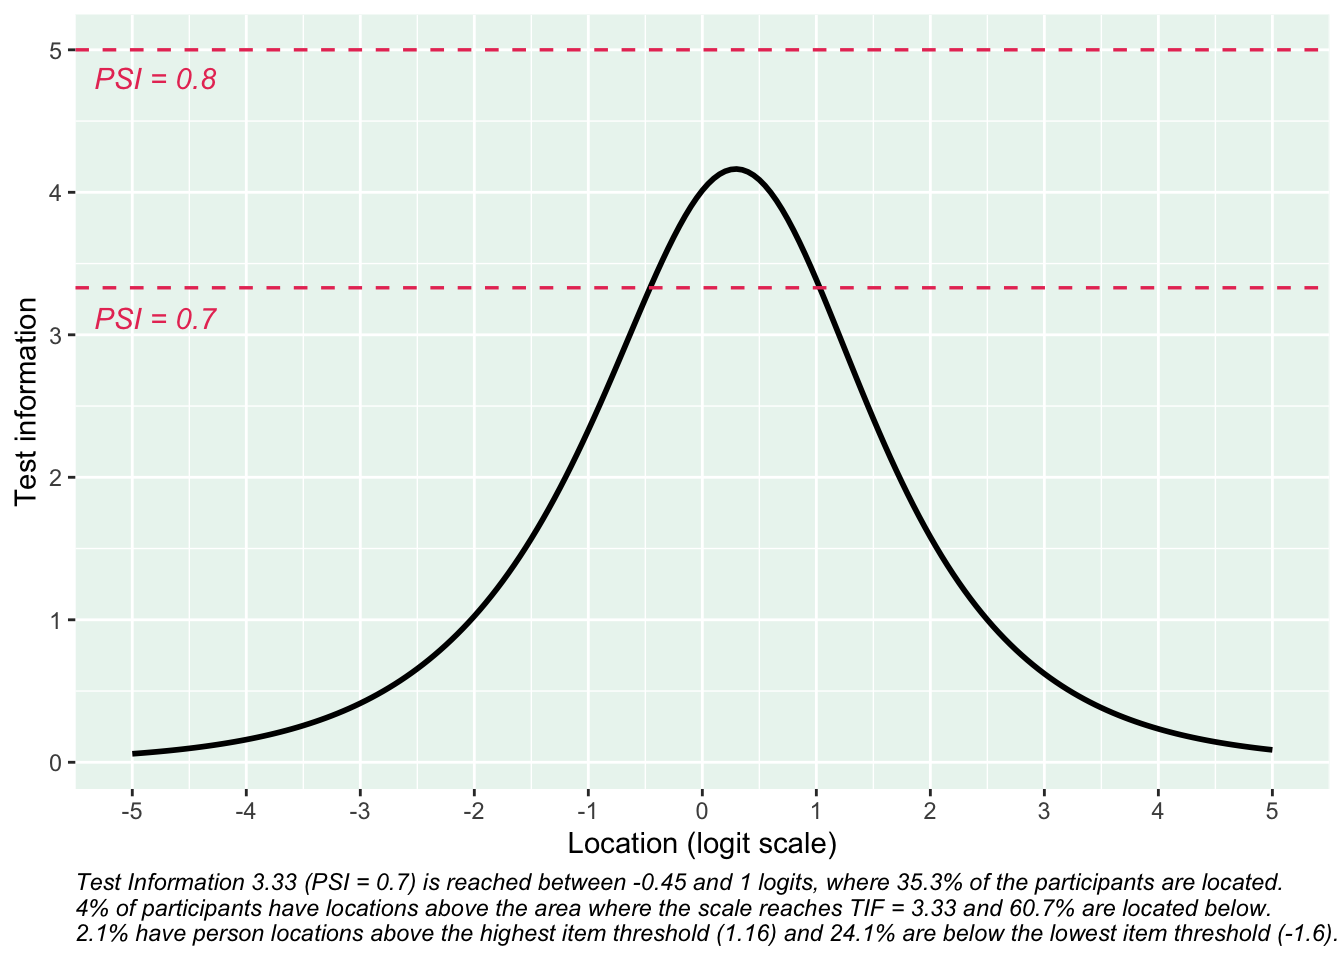 5
PSI = 0.8
4
PSI = 0.7
3
2
1
0
Test information
-5 -4 -3 -2 -1 0 1 2 3 4 5
Location (logit scale)
Test Information 3.33 (PSI = 0.7) is reached between -0.45 and 1 logits, where 35.3% of the participants are located.
4% of participants have locations above the area where the scale reaches TIF = 3.33 and 60.7% are located below.
2.1% have person locations above the highest item threshold (1.16) and 24.1% are below the lowest item threshold (-1.6).